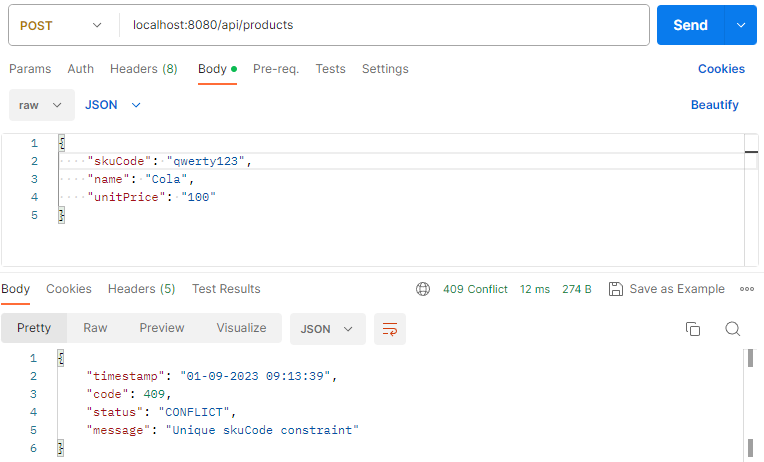 POST localhost:8080/api/products Send
Params Auth Headers (8) Body Pre-req. Tests Settings Cookies
raw JSON Beautify
1 {
2 "skuCode": "qwerty123",
3 "name": "Cola",
4 "unitPrice": "100"
5 }
Body Cookies Headers (5) Test Results 409 Conflict 12 ms 274 B Save as Example
Pretty Raw Preview Visualize JSON
1 {
2 "timestamp": "01-09-2023 09:13:39",
3 "code": 409,
4 "status": "CONFLICT",
5 "message": "Unique skuCode constraint"
6 }